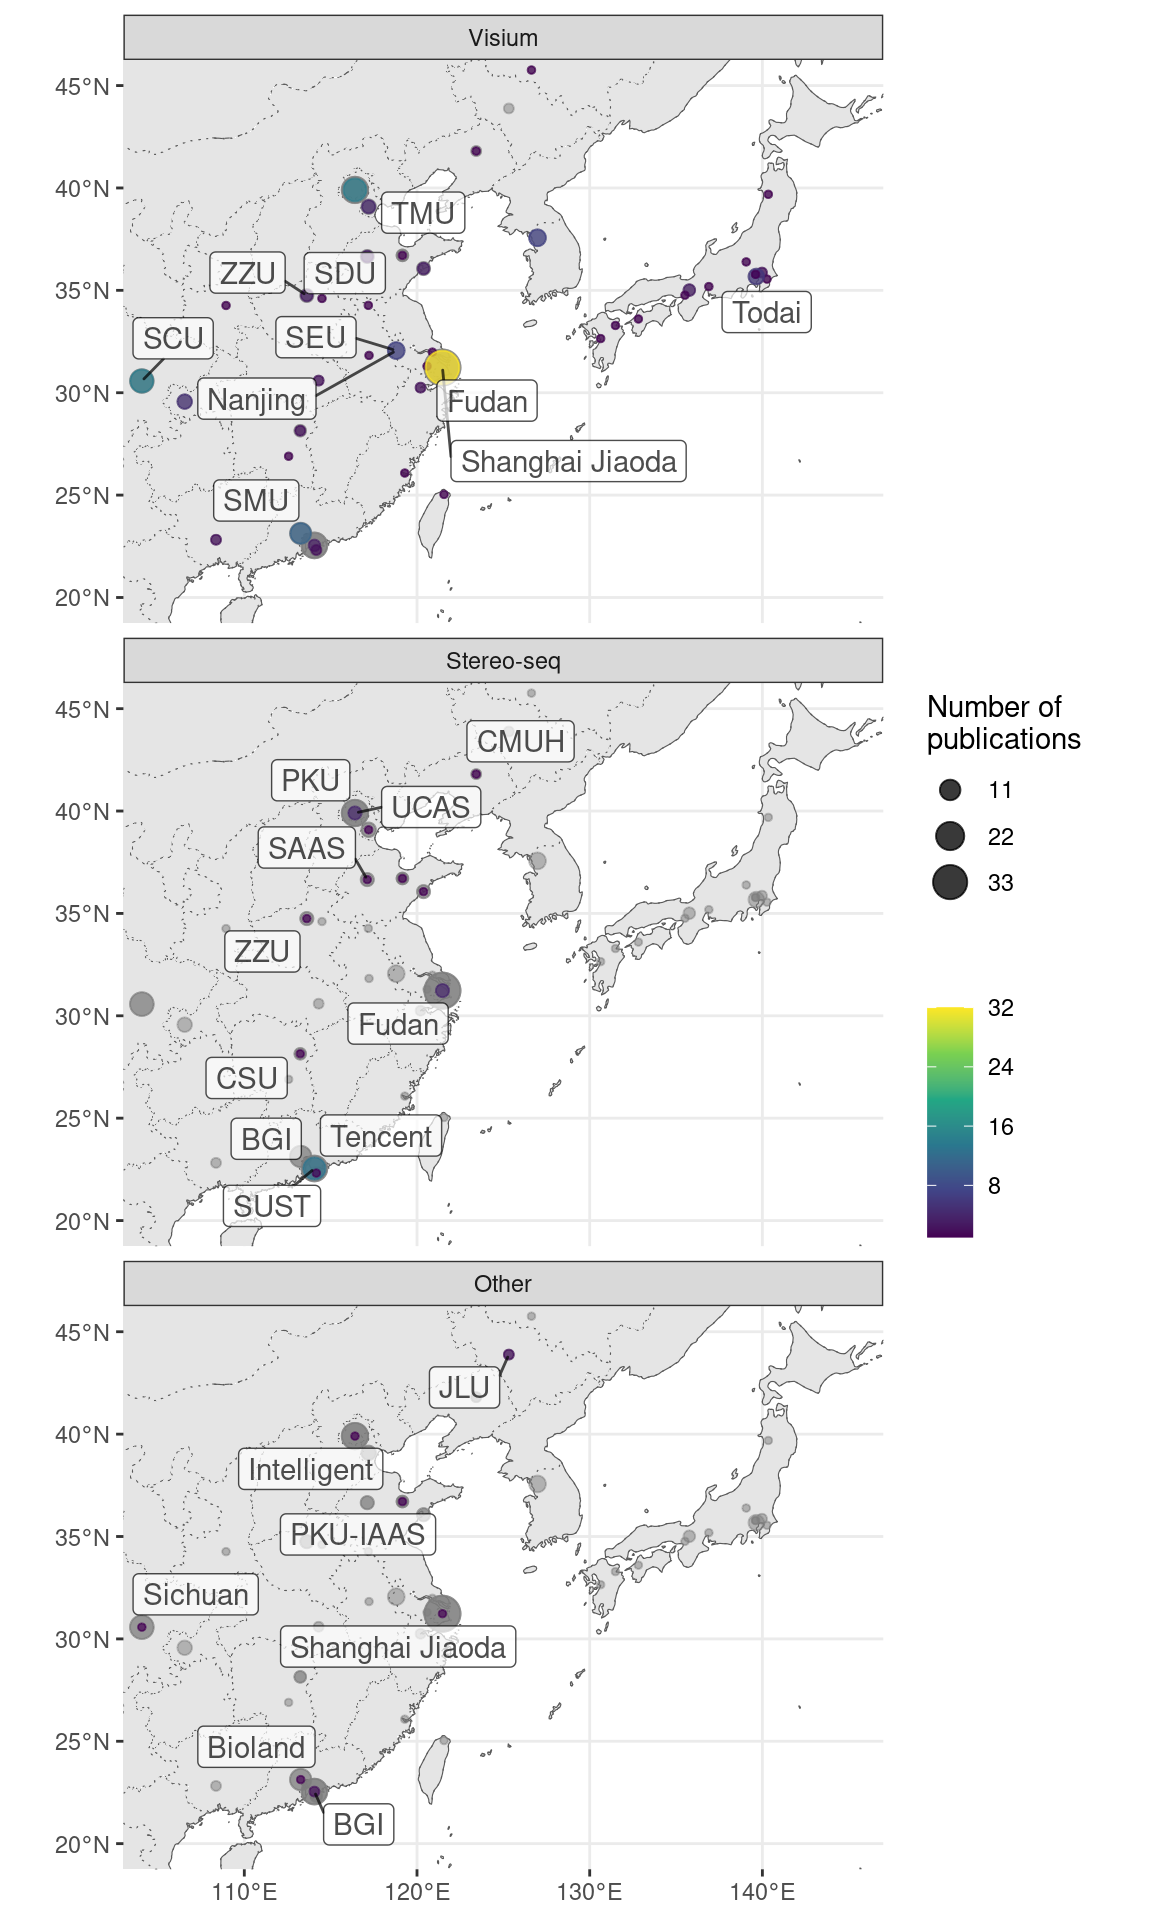 Visium
45°N
40°N
35°N
30°N
25°N
20°N
TMU
ZZU
SDU
SCU
SEU
Todai
Nanjing
Fudan
Shanghai Jiaoda
SMU
Stereo-seq
45°N
40°N
35°N
30°N
25°N
20°N
CMUH
PKU
UCAS
SAAS
ZZU
Fudan
CSU
BGI
Tencent
SUST
Number of
publications
11
22
33
32
24
16
8
Other
45°N
40°N
35°N
30°N
25°N
20°N
JLU
Intelligent
PKU-IAAS
Sichuan
Shanghai Jiaoda
Bioland
BGI
110°E
120°E
130°E
140°E